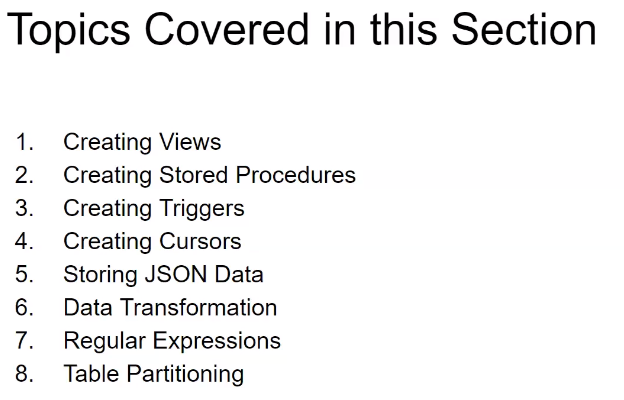 Topics Covered in this Section
1. Creating Views
2. Creating Stored Procedures
3. Creating Triggers
4. Creating Cursors
5. Storing JSON Data
6. Data Transformation
7. Regular Expressions
8. Table Partitioning